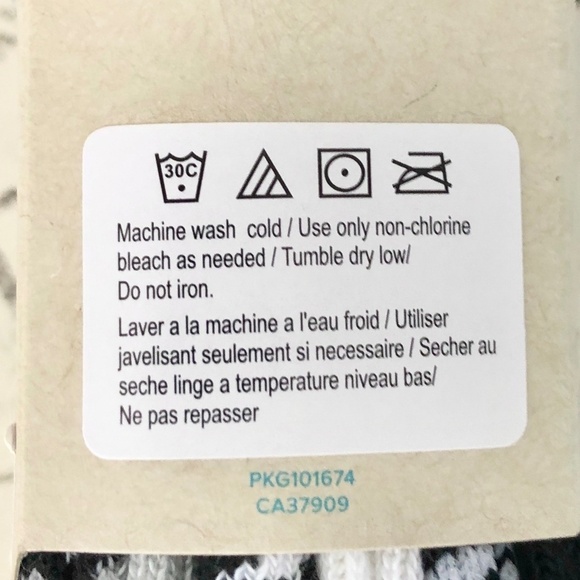 30C
Machine wash cold / Use only non-chlorine
bleach as needed / Tumble dry low/
Do not iron.
Laver a la machine a l'eau froid / Utiliser
javelisant seulement si necessaire / Secher au
seche linge a temperature niveau bas/
Ne pas repasser
PKG101674
CA37909